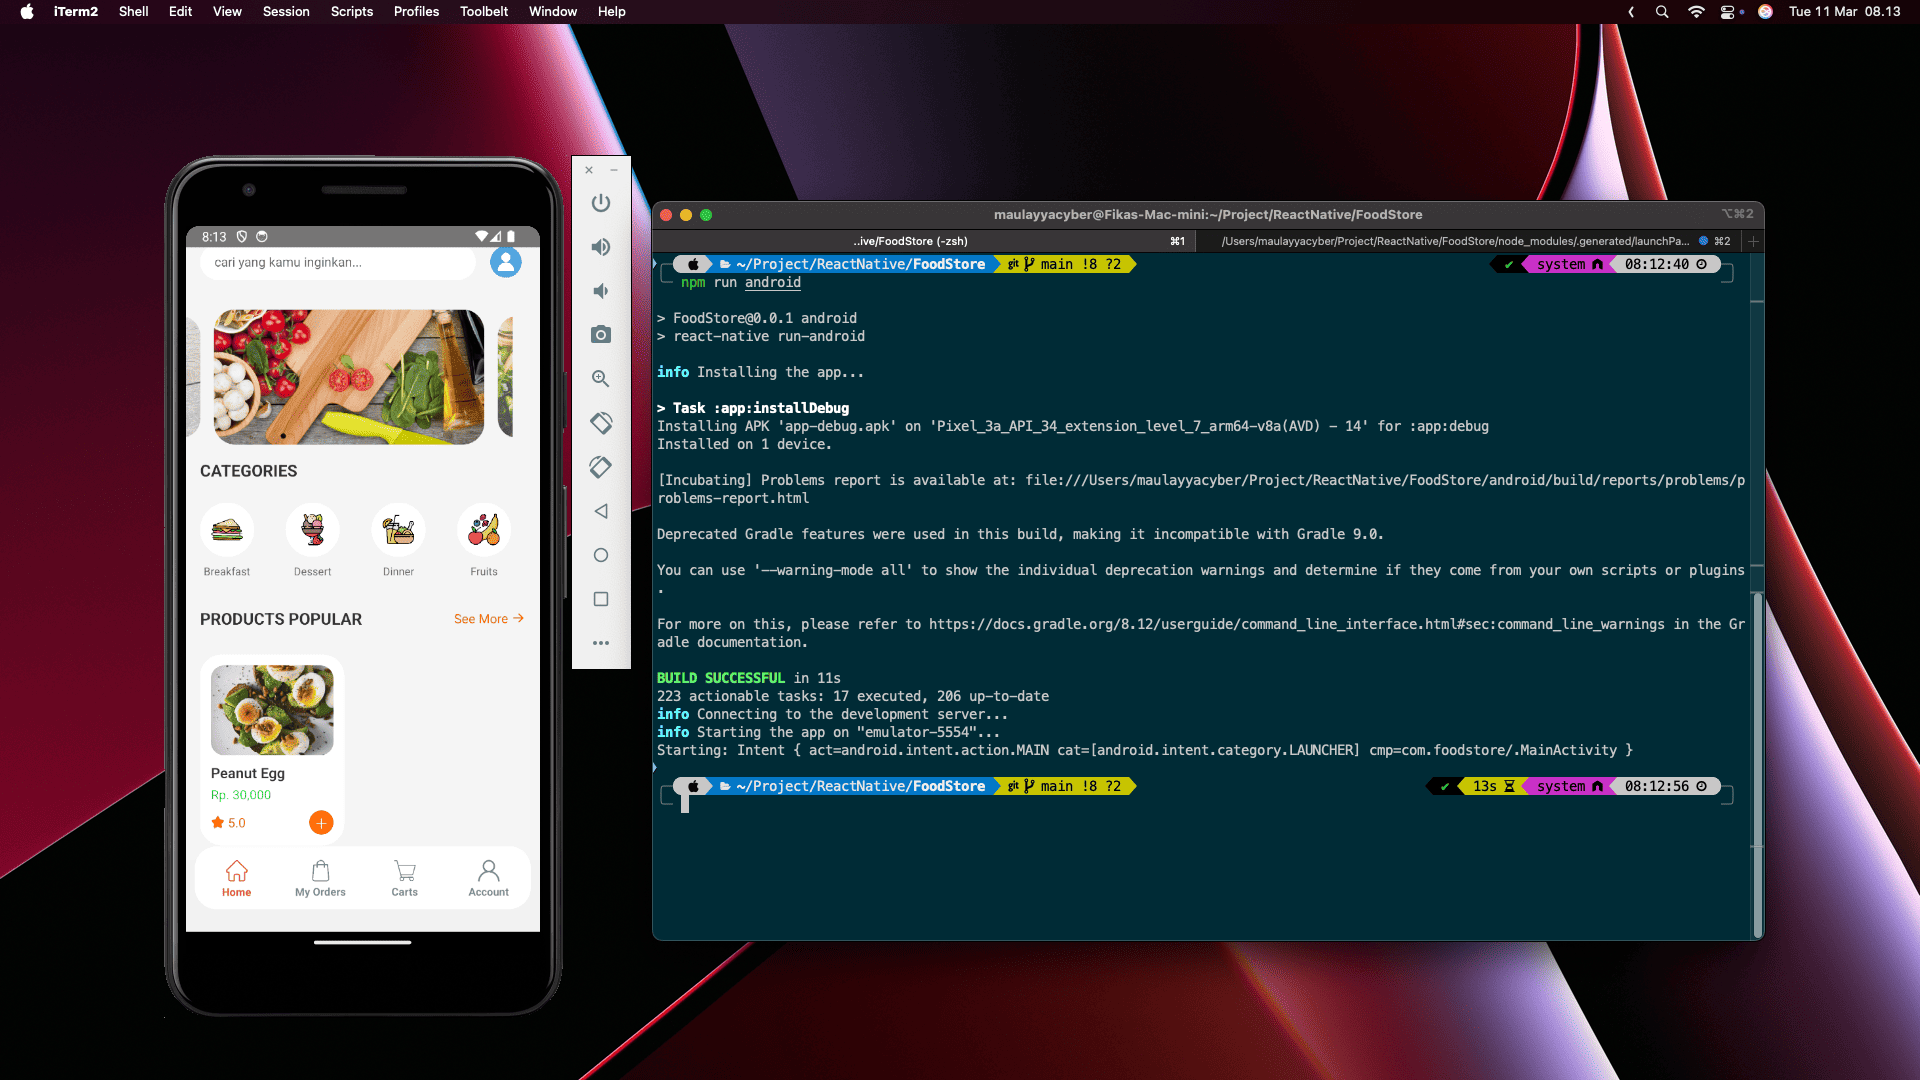 iTerm2 Shell Edit View Session Scripts Profiles Toolbelt Window Help
Tue 11 Mar 08.13
8:13
cari yang kamu inginkan...
CATEGORIES
Breakfast Dessert Dinner Fruits
PRODUCTS POPULAR See More →
Peanut Egg
Rp. 30,000
5.0
Home My Orders Carts Account
maulayyacyber@Fikas-Mac-mini:~/Project/ReactNative/FoodStore ⌥⌘2
..ive/FoodStore (-zsh) ⌘1 /Users/maulayyacyber/Project/ReactNative/FoodStore/node_modules/.generated/launchPa... ⌘2
~/Project/ReactNative/FoodStore git main !8 ?2 ✔ system 08:12:40
npm run android
> FoodStore@0.0.1 android
> react-native run-android
info Installing the app...
> Task :app:installDebug
Installing APK 'app-debug.apk' on 'Pixel_3a_API_34_extension_level_7_arm64-v8a(AVD) - 14' for :app:debug
Installed on 1 device.
[Incubating] Problems report is available at: file:///Users/maulayyacyber/Project/ReactNative/FoodStore/android/build/reports/problems/p
roblems-report.html
Deprecated Gradle features were used in this build, making it incompatible with Gradle 9.0.
You can use '--warning-mode all' to show the individual deprecation warnings and determine if they come from your own scripts or plugins
.
For more on this, please refer to https://docs.gradle.org/8.12/userguide/command_line_interface.html#sec:command_line_warnings in the Gr
adle documentation.
BUILD SUCCESSFUL in 11s
223 actionable tasks: 17 executed, 206 up-to-date
info Connecting to the development server...
info Starting the app on "emulator-5554"...
Starting: Intent { act=android.intent.action.MAIN cat=[android.intent.category.LAUNCHER] cmp=com.foodstore/.MainActivity }
~/Project/ReactNative/FoodStore git main !8 ?2 ✔ 13s system 08:12:56